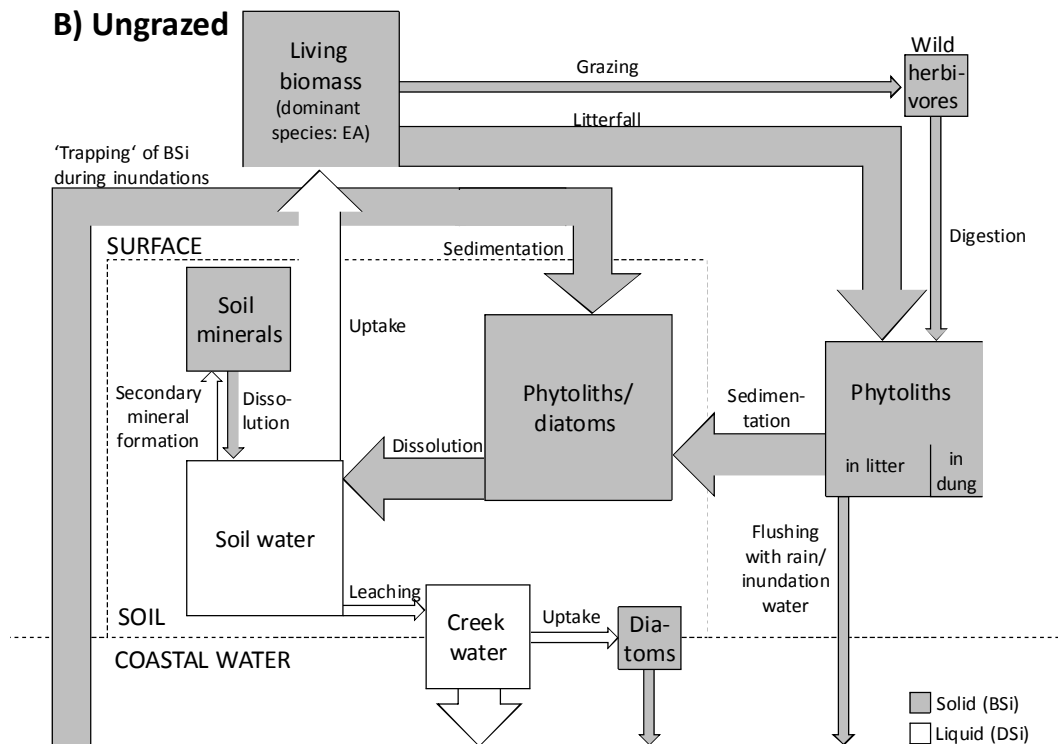 B) Ungrazed
Living
biomass
(dominant
species: EA)
Grazing
Wild
herbi-
vores
Litterfall
‘Trapping‘ of BSi
during inundations
Digestion
SURFACE
Sedimentation
Soil
minerals
Uptake
Secondary
mineral
formation
Disso-
lution
Phytoliths/
diatoms
Sedimen-
tation
Phytoliths
in litter
in
dung
Dissolution
Soil water
Flushing
with rain/
inundation
water
Leaching
SOIL
Creek
water
Uptake
Dia-
toms
COASTAL WATER
Solid (BSi)
Liquid (DSi)